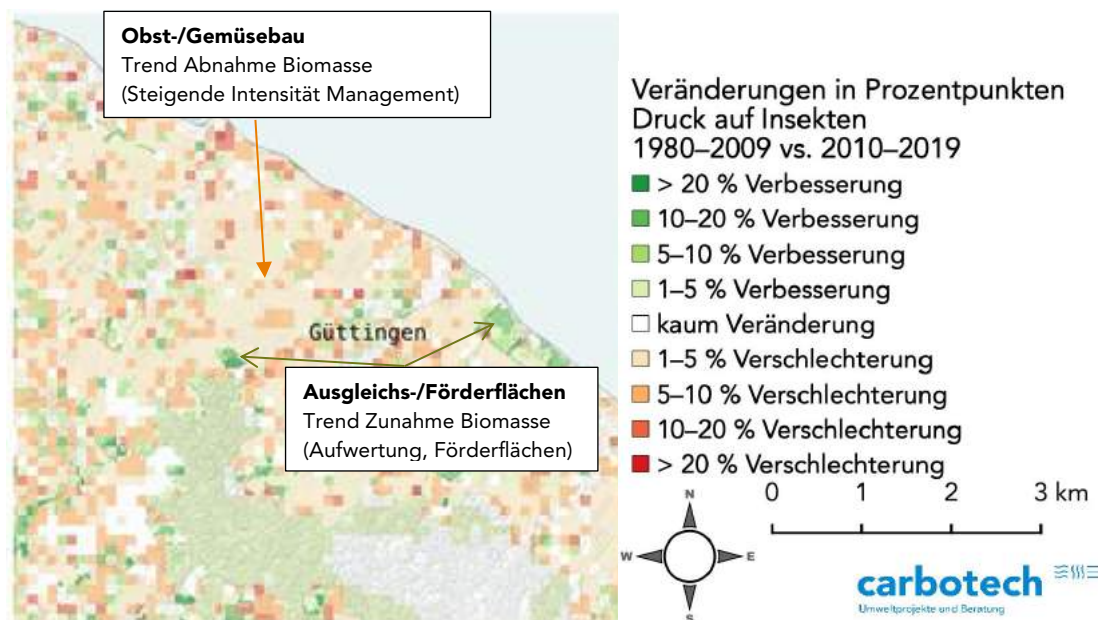 Obst-/Gemüsebau
Trend Abnahme Biomasse
(Steigende Intensität Management)
Güttingen
Ausgleichs-/Förderflächen
Trend Zunahme Biomasse
(Aufwertung, Förderflächen)
Veränderungen in Prozentpunkten
Druck auf Insekten
1980–2009 vs. 2010–2019
> 20 % Verbesserung
10–20 % Verbesserung
5–10 % Verbesserung
1–5 % Verbesserung
kaum Veränderung
1–5 % Verschlechterung
5–10 % Verschlechterung
10–20 % Verschlechterung
> 20 % Verschlechterung
0 1 2 3 km
N
W E
S
carbotech
Umweltprojekte und Beratung